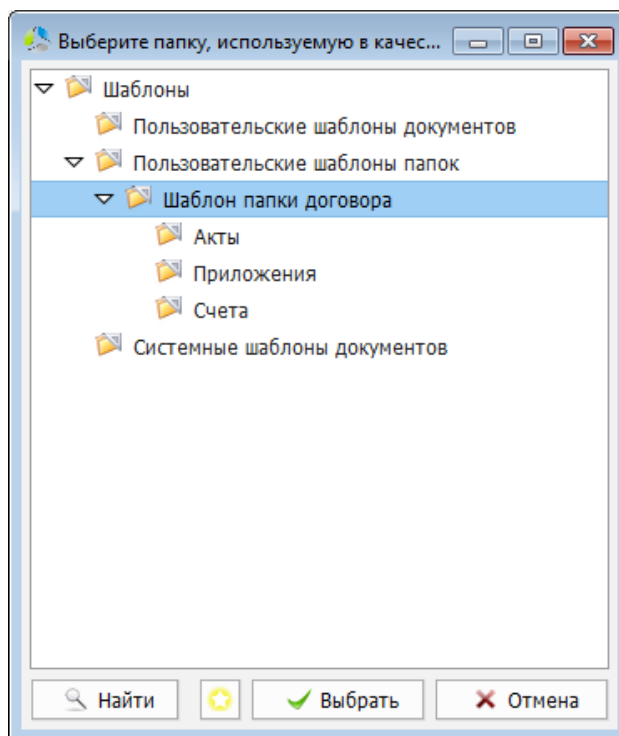 Выберите папку, используемую в качес...
Шаблоны
Пользовательские шаблоны документов
Пользовательские шаблоны папок
Шаблон папки договора
Акты
Приложения
Счета
Системные шаблоны документов
Найти Выбрать Отмена